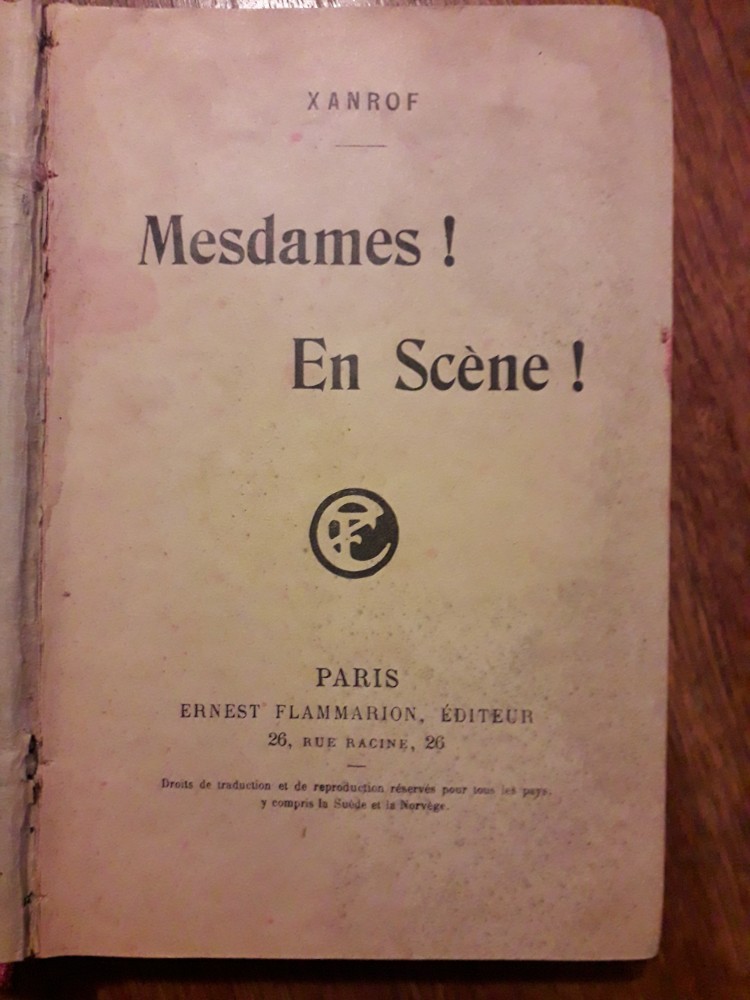 XANROF
Mesdames !
En Scène !
PARIS
ERNEST FLAMMARION, ÉDITEUR
26, RUE RACINE, 26
Droits de traduction et de reproduction réservés pour tous les pays,
y compris la Suède et la Norvège.